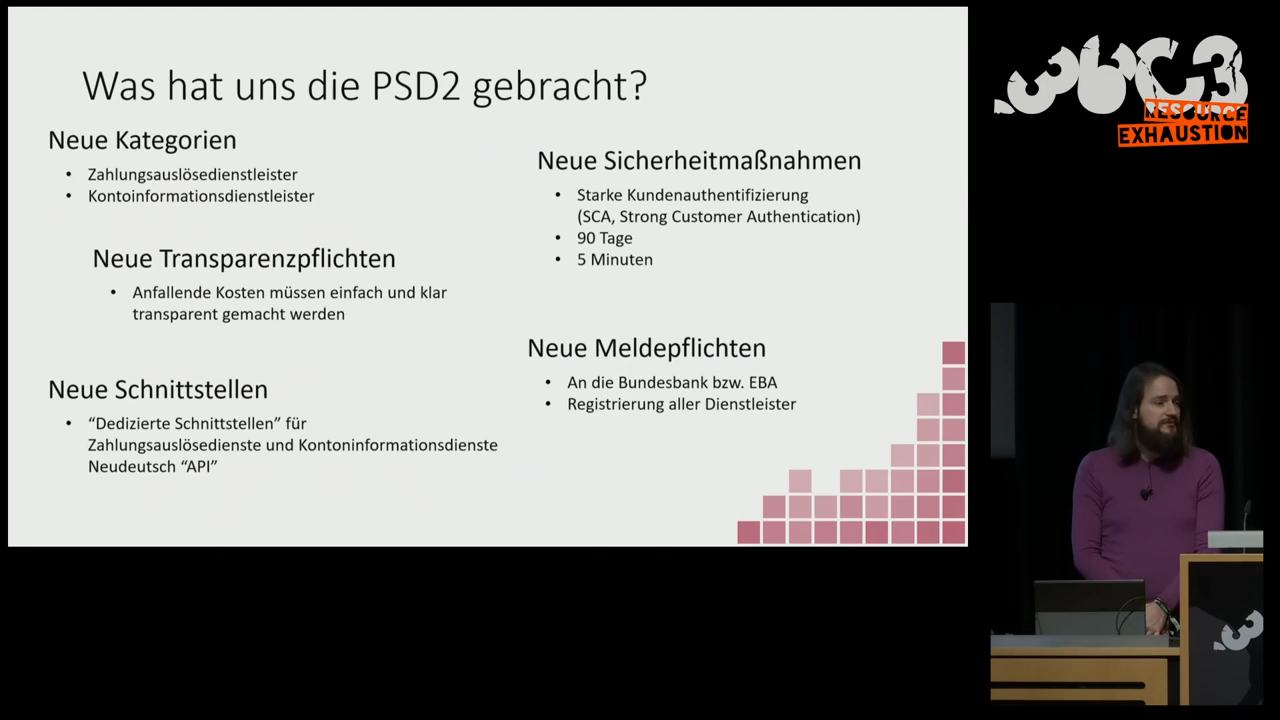 Was hat uns die PSD2 gebracht?
Neue Kategorien
• Zahlungsauslösedienstleister
• Kontoinformationsdienstleister
Neue Transparenzpflichten
• Anfallende Kosten müssen einfach und klar
transparent gemacht werden
Neue Schnittstellen
• “Dedizierte Schnittstellen” für
Zahlungsauslösedienste und Kontoninformationsdienste
Neudeutsch “API”
Neue Sicherheitmaßnahmen
• Starke Kundenauthentifizierung
(SCA, Strong Customer Authentication)
• 90 Tage
• 5 Minuten
Neue Meldepflichten
• An die Bundesbank bzw. EBA
• Registrierung aller Dienstleister
36C3
RESOURCE
EXHAUSTION